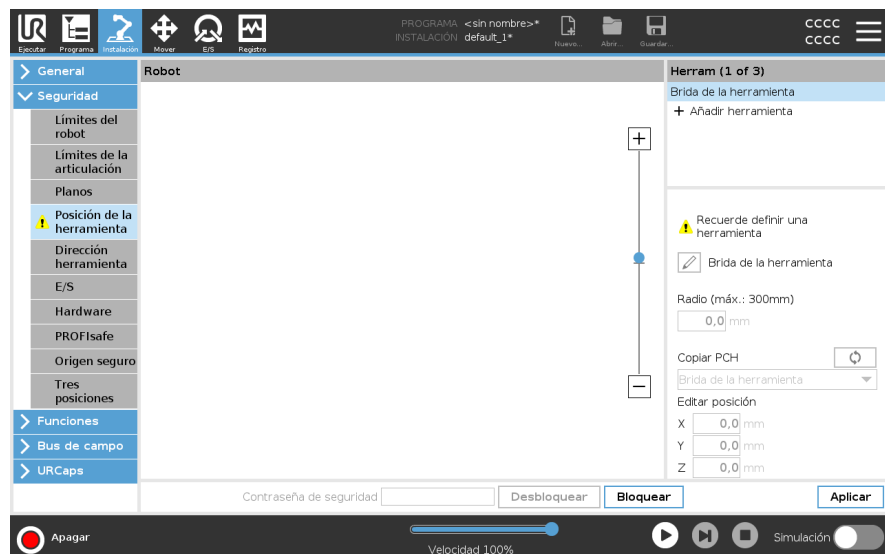 PROGRAMA <sin nombre>*
INSTALACIÓN default_1*
Ejecutar
Programa
Instalación
Mover
E/S
Registro
Nuevo...
Abrir...
Guardar...
CCCC
CCCC
General
Seguridad
Límites del
robot
Límites de la
articulación
Planos
Posición de la
herramienta
Dirección
herramienta
E/S
Hardware
PROFIsafe
Origen seguro
Tres
posiciones
Funciones
Bus de campo
URCaps
Robot
Herram (1 of 3)
Brida de la herramienta
+ Añadir herramienta
Recuerde definir una
herramienta
Brida de la herramienta
Radio (máx.: 300mm)
0,0 mm
Copiar PCH
Brida de la herramienta
Editar posición
X 0,0 mm
Y 0,0 mm
Z 0,0 mm
Contraseña de seguridad
Desbloquear
Bloquear
Aplicar
Apagar
Velocidad 100%
Simulación